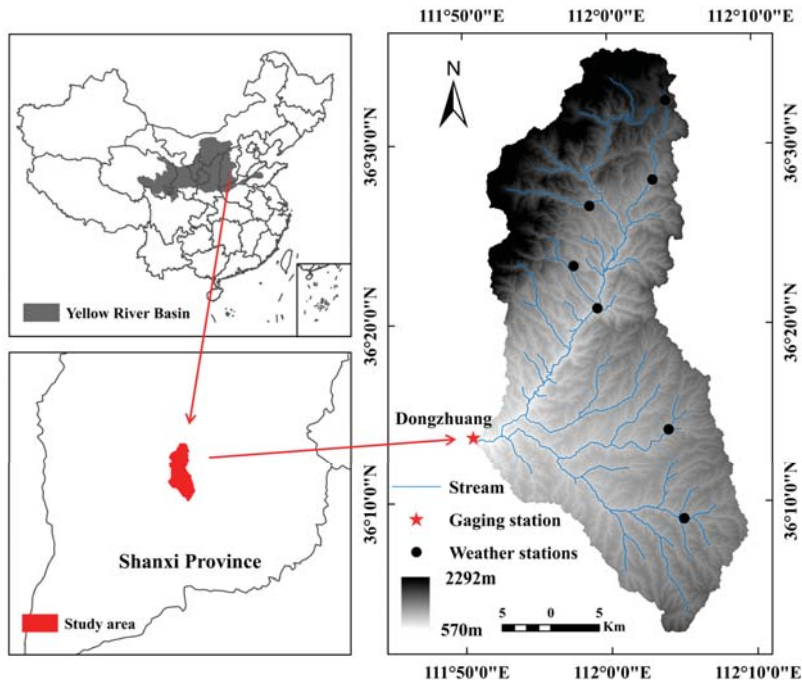 111°50'0"E
112°0'0"E
112°10'0"E
N
36°30'0"N
36°20'0"N
36°10'0"N
Yellow River Basin
Shanxi Province
Study area
Dongzhuang
Stream
Gaging station
Weather stations
2292m
570m
5 0 5
Km
36°30'0"N
36°20'0"N
36°10'0"N
111°50'0"E
112°0'0"E
112°10'0"E